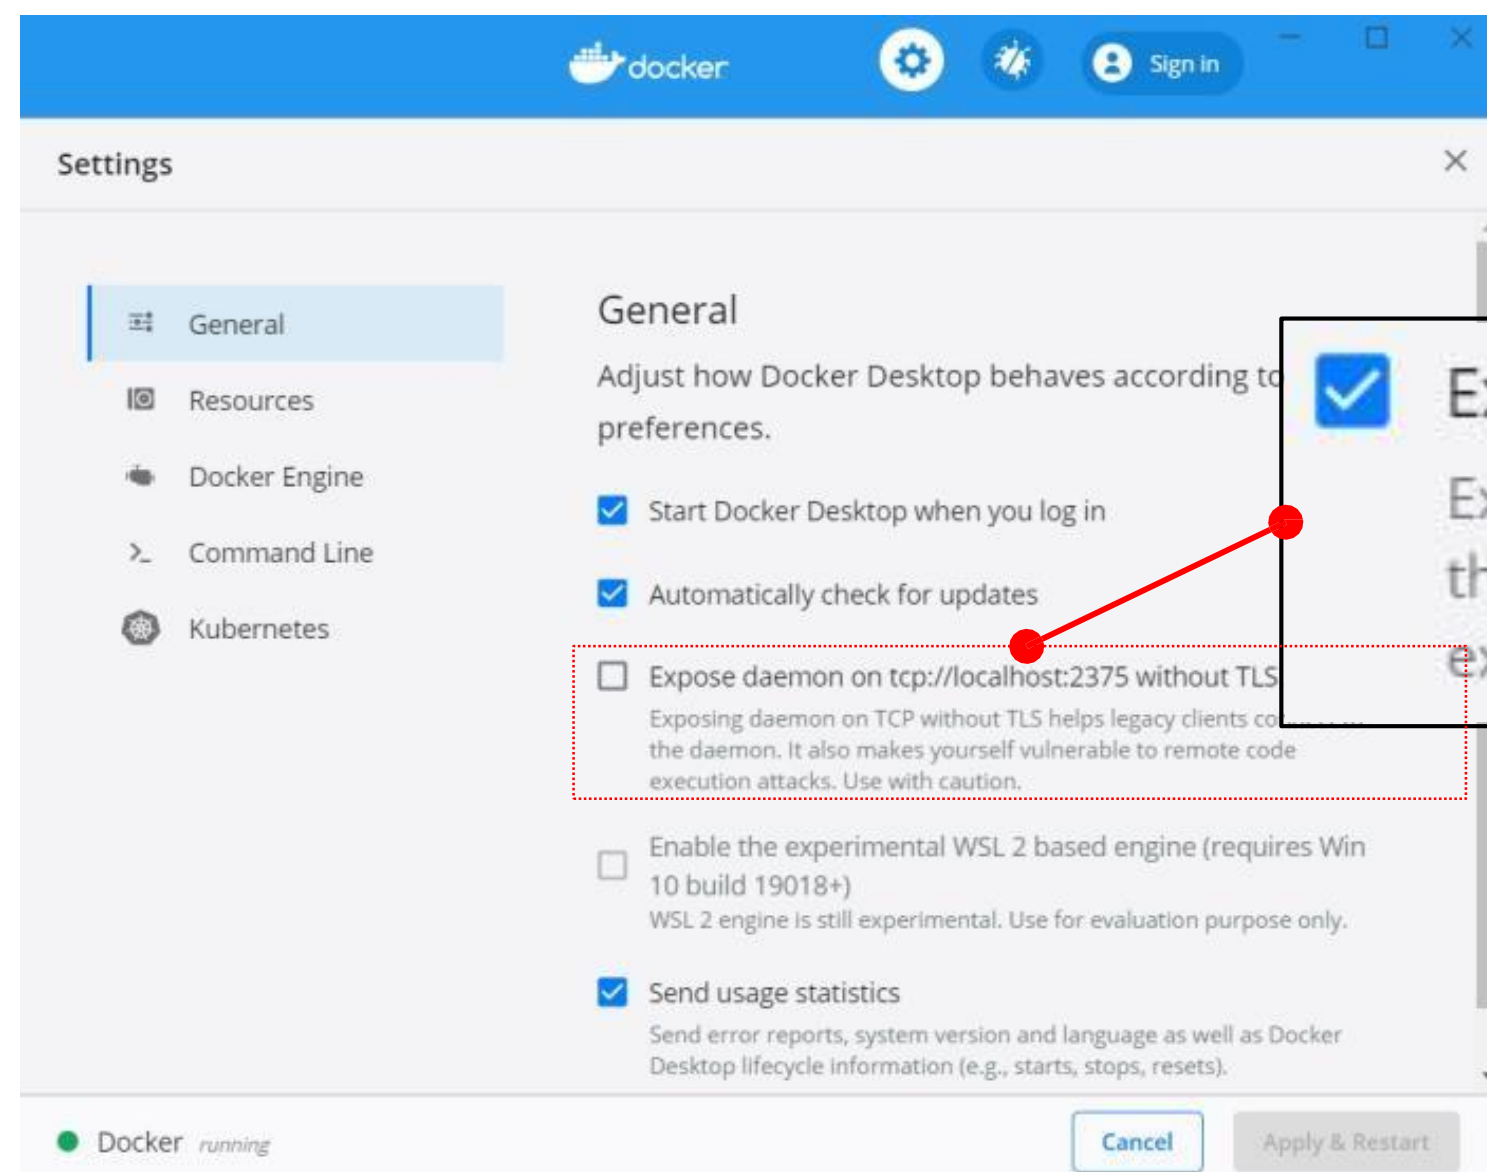 docker
Sign in
Settings
General
Resources
Docker Engine
Command Line
Kubernetes
General
Adjust how Docker Desktop behaves according to
preferences.
Start Docker Desktop when you log in
Automatically check for updates
Expose daemon on tcp://localhost:2375 without TLS
Exposing daemon on TCP without TLS helps legacy clients
the daemon. It also makes yourself vulnerable to remote code
execution attacks. Use with caution.
Enable the experimental WSL 2 based engine (requires Win
10 build 19018+)
WSL 2 engine is still experimental. Use for evaluation purpose only.
Send usage statistics
Send error reports, system version and language as well as Docker
Desktop lifecycle information (e.g., starts, stops, resets).
Ex
Ex
th
ex
Docker running
Cancel
Apply & Restart